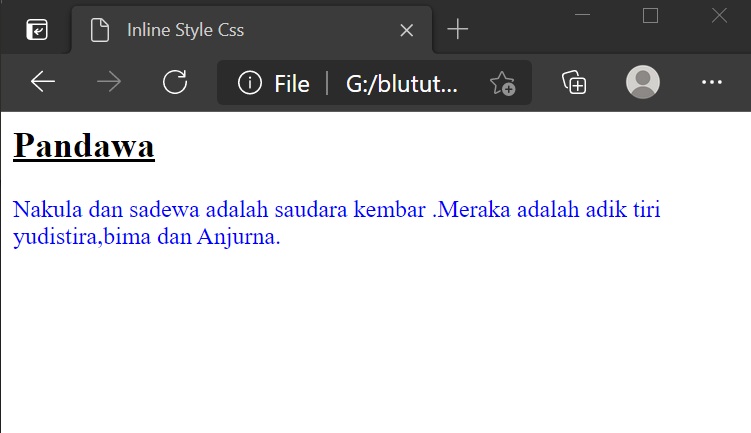 Inline Style Css
File | G:/blutut...
Pandawa
Nakula dan sadewa adalah saudara kembar .Meraka adalah adik tiri
yudistira,bima dan Anjurna.